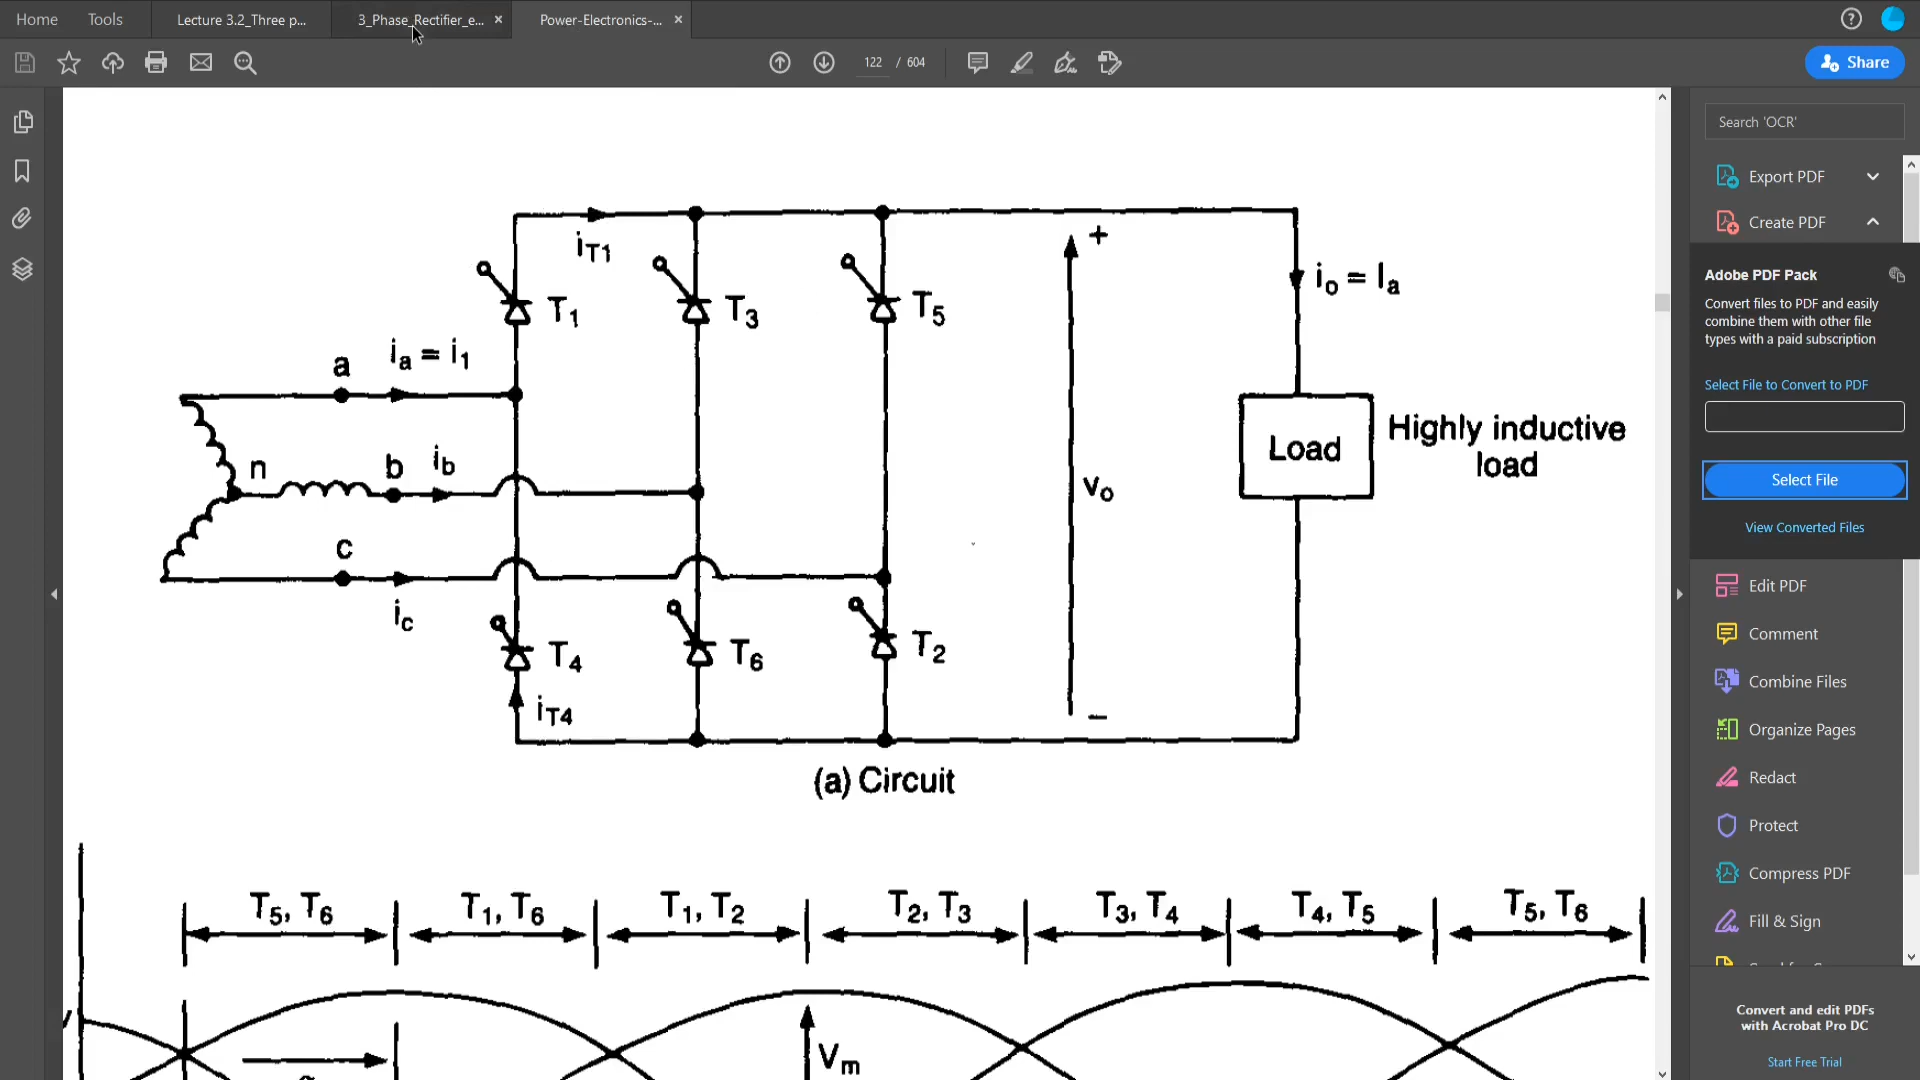 Home Tools Lecture 3.2_Three p... 3_Phase_Rectifier_e... × Power-Electronics-... ×
122 / 604
Share
Search 'OCR'
Export PDF
Create PDF
Adobe PDF Pack
Convert files to PDF and easily
combine them with other file
types with a paid subscription
Select File to Convert to PDF
Select File
View Converted Files
Edit PDF
Comment
Combine Files
Organize Pages
Redact
Protect
Compress PDF
Fill & Sign
Convert and edit PDFs
with Acrobat Pro DC
Start Free Trial
iT1
+
io = Ia
T1 T3 T5
a ia = i1
n b ib
Load
Highly inductive
load
vo
c
ic
T4 T6 T2
iT4
−
(a) Circuit
T5, T6 T1, T6 T1, T2 T2, T3 T3, T4 T4, T5 T5, T6
Vm